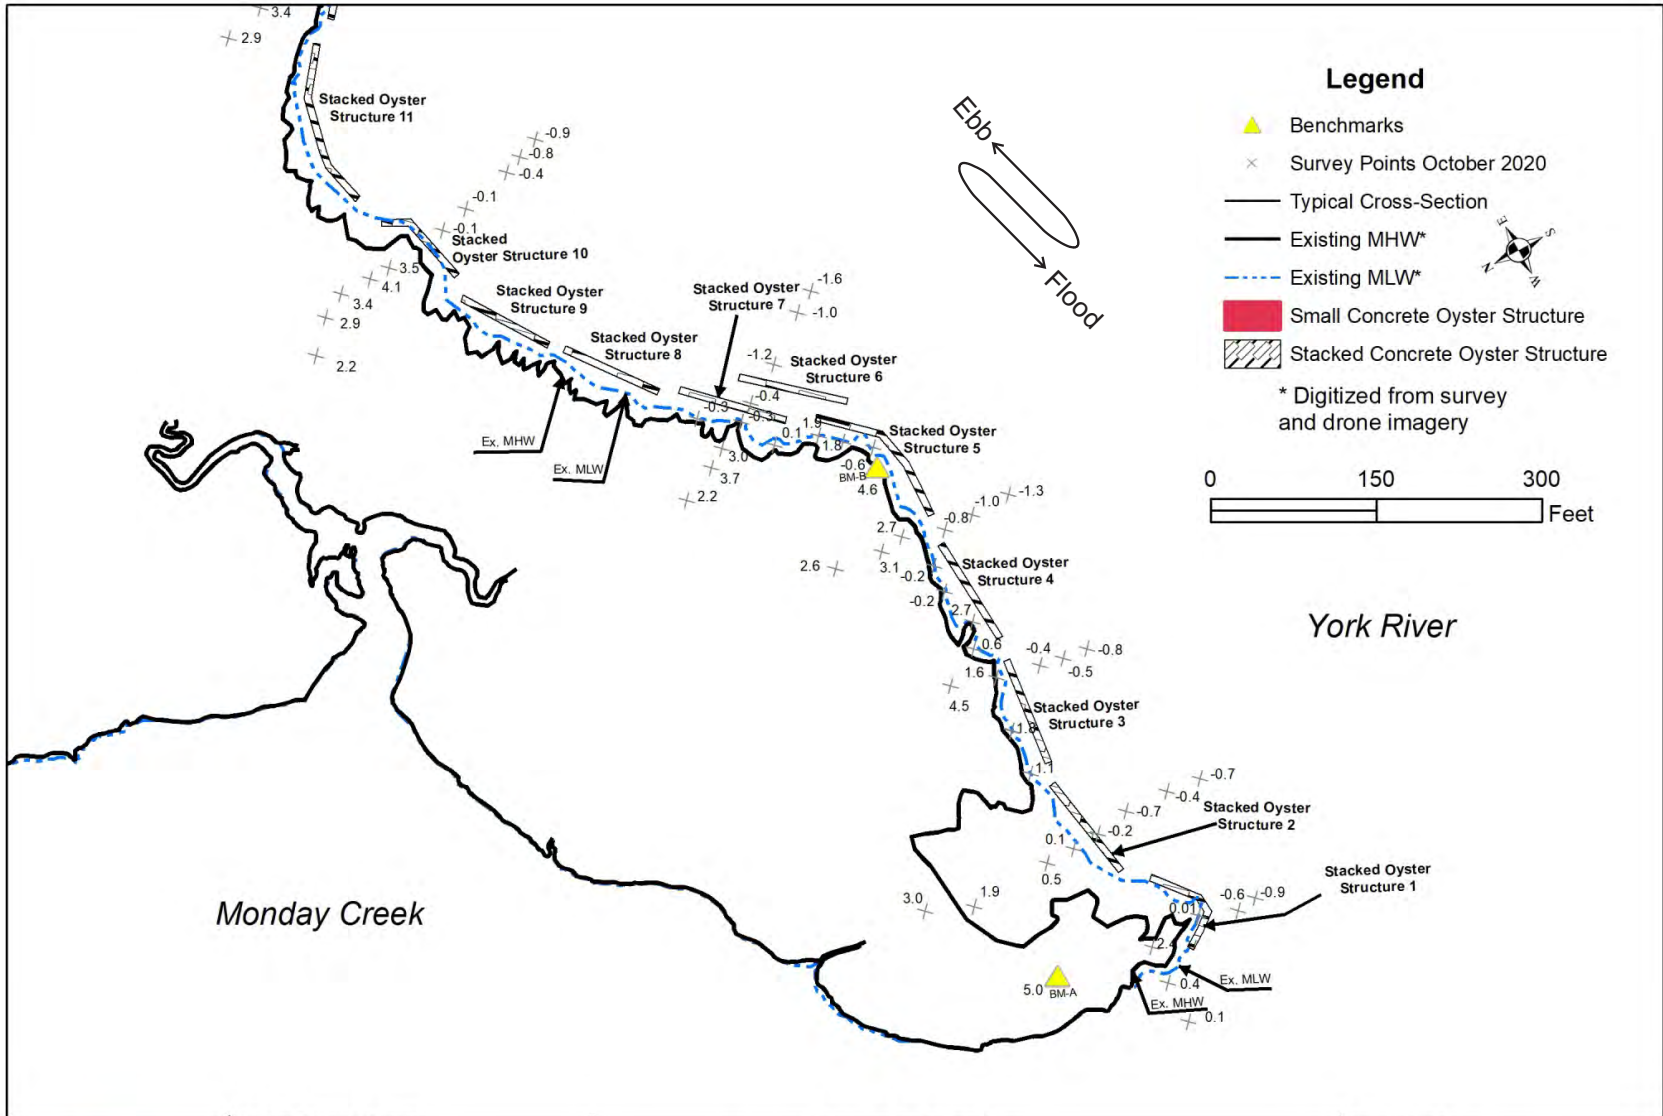 3.4
2.9
Stacked Oyster
Structure 11
-0.9
-0.8
-0.4
-0.1
-0.1
Stacked
Oyster Structure 10
3.5
4.1
3.4
2.9
2.2
Stacked Oyster
Structure 9
Stacked Oyster
Structure 8
Stacked Oyster
Structure 7
-1.6
-1.0
-1.2
Stacked Oyster
Structure 6
-0.4
-0.3
-0.3
0.1
1.9
1.8
Stacked Oyster
Structure 5
-0.6
BM-B
4.6
3.0
3.7
2.2
Ex. MHW
Ex. MLW
Ebb
Flood
Legend
Benchmarks
Survey Points October 2020
Typical Cross-Section
Existing MHW*
Existing MLW*
Small Concrete Oyster Structure
Stacked Concrete Oyster Structure
* Digitized from survey
and drone imagery
E
S
N
W
0 150 300
Feet
-1.3
-1.0
-0.8
2.7
3.1
2.6
-0.2
-0.2
Stacked Oyster
Structure 4
2.7
0.6
1.6
4.5
-0.4
-0.8
-0.5
Stacked Oyster
Structure 3
1.8
1.1
York River
-0.7
-0.4
-0.7
-0.2
0.1
0.5
Stacked Oyster
Structure 2
Stacked Oyster
Structure 1
-0.6
-0.9
3.0
1.9
0.01
2.4
0.4
0.1
Ex. MLW
Ex. MHW
5.0
BM-A
Monday Creek